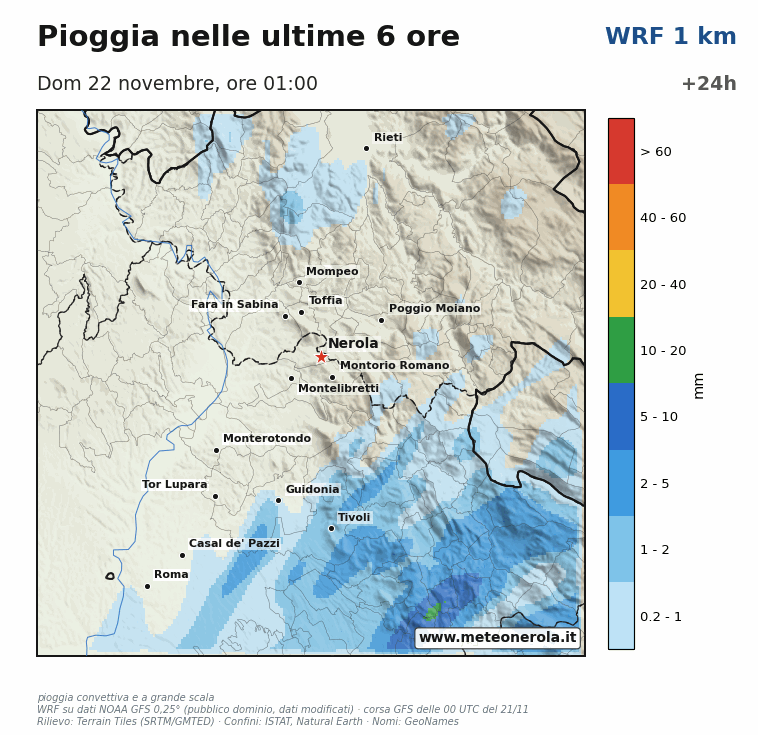 Pioggia nelle ultime 6 ore
WRF 1 km
Dom 22 novembre, ore 01:00
+24h
Rieti
Mompeo
Fara in Sabina
Toffia
Poggio Moiano
Nerola
Montorio Romano
Montelibretti
Monterotondo
Tor Lupara
Guidonia
Tivoli
Casal de' Pazzi
Roma
www.meteonerola.it
> 60
40 - 60
20 - 40
10 - 20
5 - 10
2 - 5
1 - 2
0.2 - 1
mm
pioggia convettiva e a grande scala
WRF su dati NOAA GFS 0,25° (pubblico dominio, dati modificati) · corsa GFS delle 00 UTC del 21/11
Rilievo: Terrain Tiles (SRTM/GMTED) · Confini: ISTAT, Natural Earth · Nomi: GeoNames